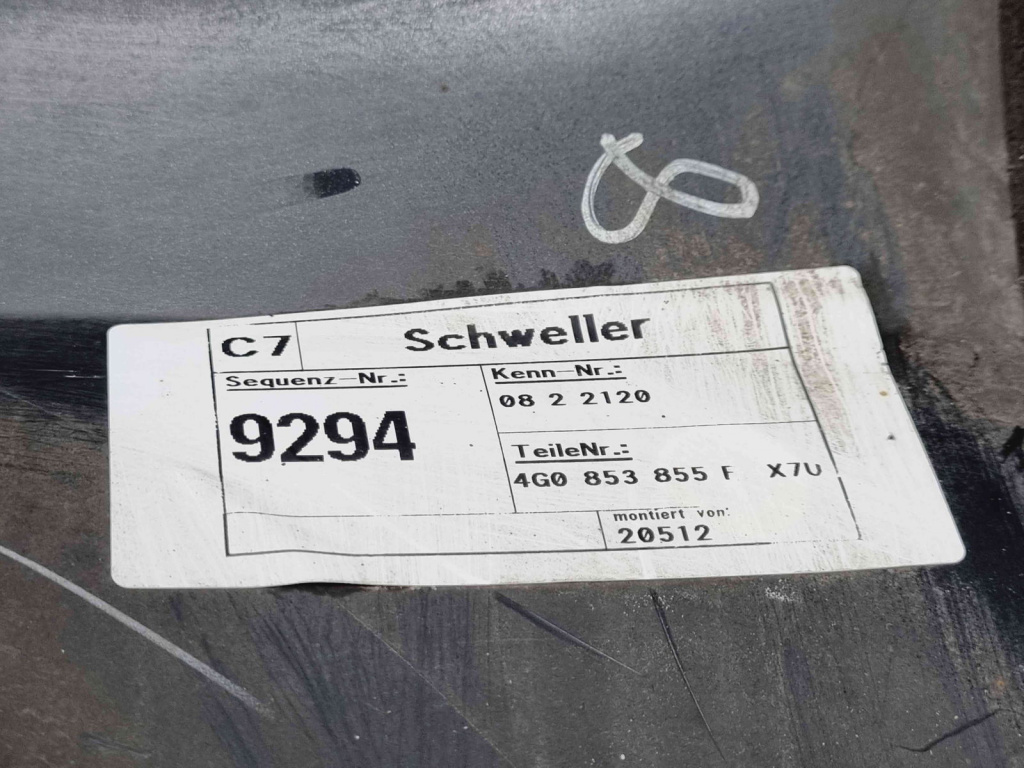 8
C7 Schweller
Sequenz-Nr.:
9294
Kenn-Nr.:
08 2 2120
TeileNr.:
4G0 853 855 F X7U
montiert von:
20512